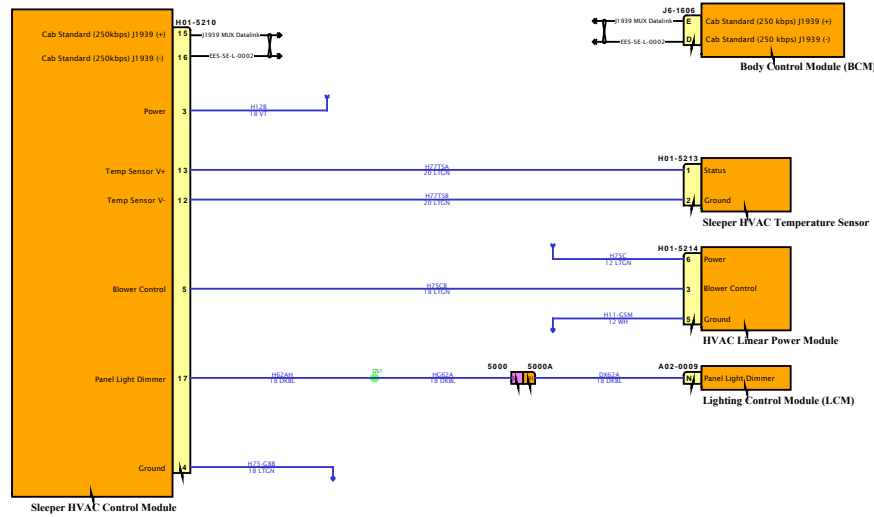 H01-5210
Cab Standard (250kbps) J1939 (+) 15 J1939 MUX Datalink
Cab Standard (250kbps) J1939 (-) 16 EES-SE-L-0002
J6-1606
J1939 MUX Datalink E Cab Standard (250 kbps) J1939 (+)
EES-SE-L-0002 D Cab Standard (250 kbps) J1939 (-)
Body Control Module (BCM)
Power 3 H12B
18 VT
H01-5213
Temp Sensor V+ 13 H77TSA 1 Status
20 LTGN
Temp Sensor V- 12 H77TSB 2 Ground
20 LTGN
Sleeper HVAC Temperature Sensor
H01-5214
H75C 6 Power
12 LTGN
Blower Control 5 H75CB 3 Blower Control
18 LTGN
H11-GSM 5 Ground
12 WH
HVAC Linear Power Module
5000 5000A A02-0009
Panel Light Dimmer 17 H62AH DS1 HG62A DX62A N Panel Light Dimmer
18 DKBL 18 DKBL 18 DKBL
Lighting Control Module (LCM)
Ground 4 H75-G8B
18 LTGN
Sleeper HVAC Control Module